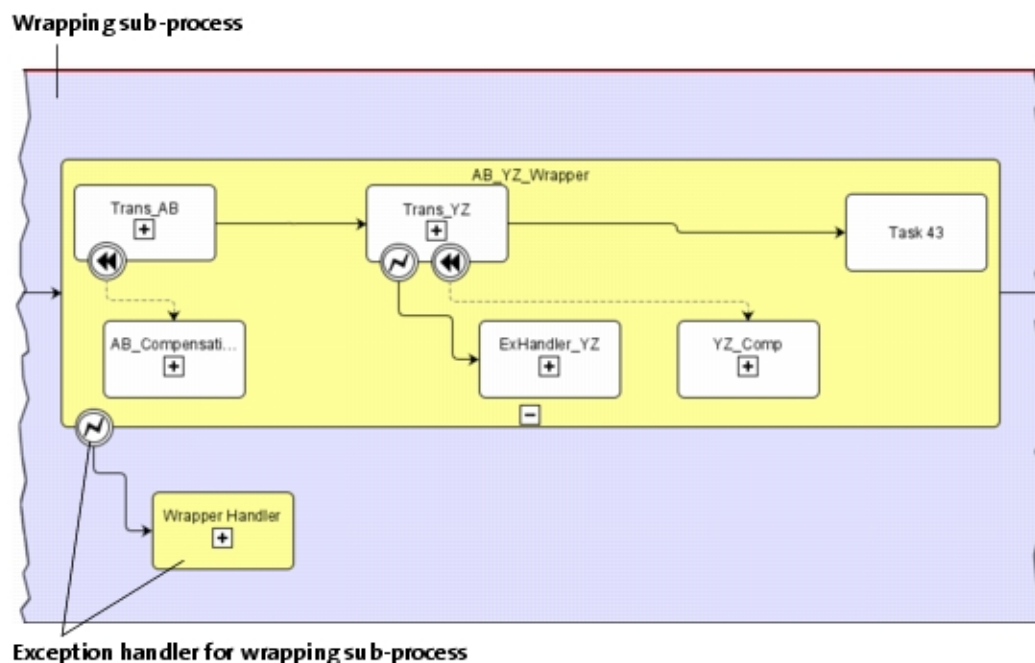 Wrapping sub-process
AB_YZ_Wrapper
Trans_AB
Trans_YZ
Task 43
AB_Compensati...
ExHandler_YZ
YZ_Comp
Wrapper Handler
Exception handler for wrapping sub-process